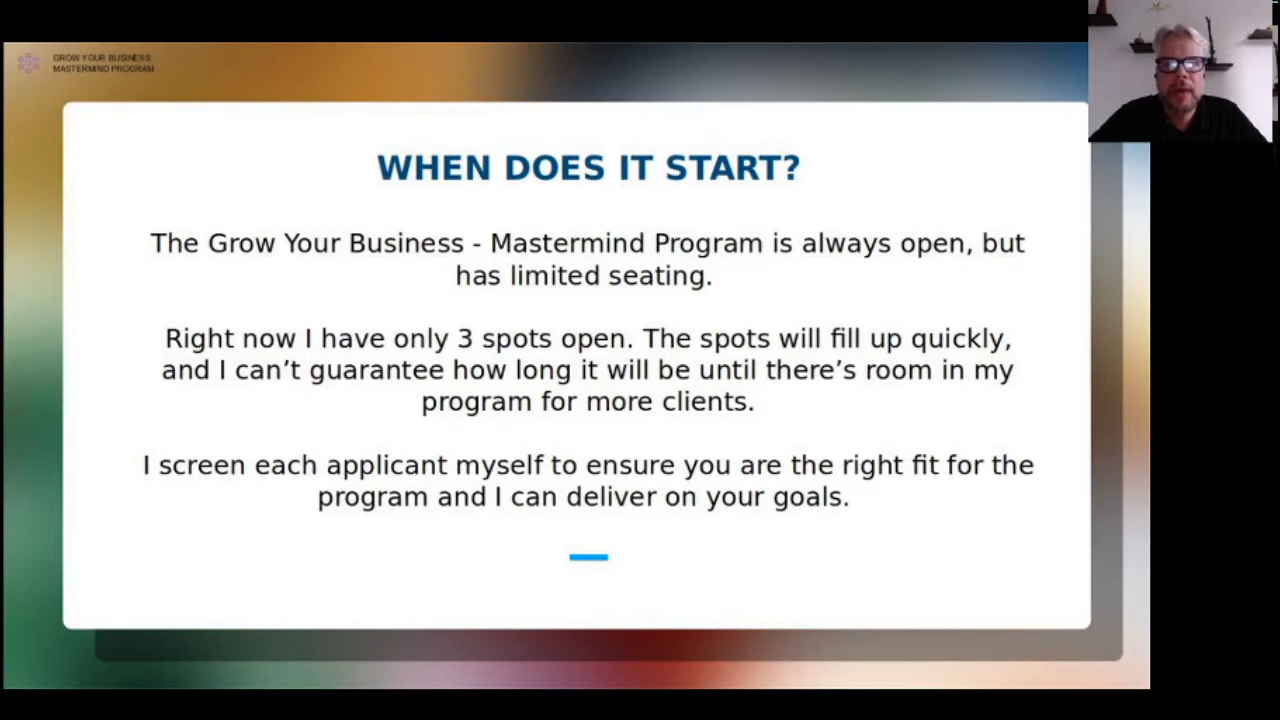 GROW YOUR BUSINESS
MASTERMIND PROGRAM
WHEN DOES IT START?
The Grow Your Business - Mastermind Program is always open, but
has limited seating.
Right now I have only 3 spots open. The spots will fill up quickly,
and I can’t guarantee how long it will be until there’s room in my
program for more clients.
I screen each applicant myself to ensure you are the right fit for the
program and I can deliver on your goals.